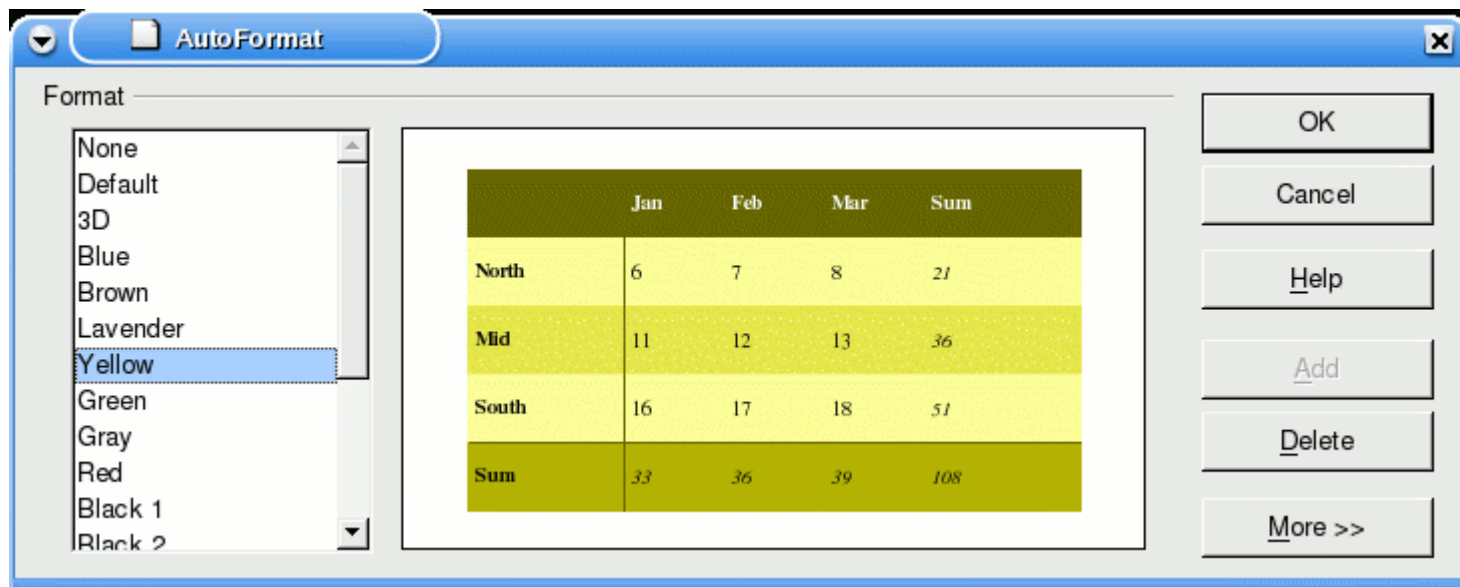 AutoFormat
Format
None
Default
3D
Blue
Brown
Lavender
Yellow
Green
Gray
Red
Black 1
Black 2
Jan Feb Mar Sum
North 6 7 8 21
Mid 11 12 13 36
South 16 17 18 51
Sum 33 36 39 108
OK
Cancel
Help
Add
Delete
More >>